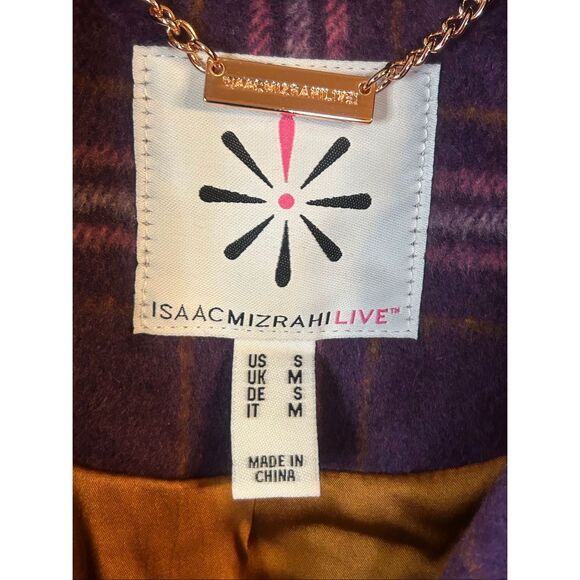 ISAACMIZRAHILIVE!
ISAACMIZRAHILIVE™
US S
UK M
DE S
IT M
MADE IN
CHINA